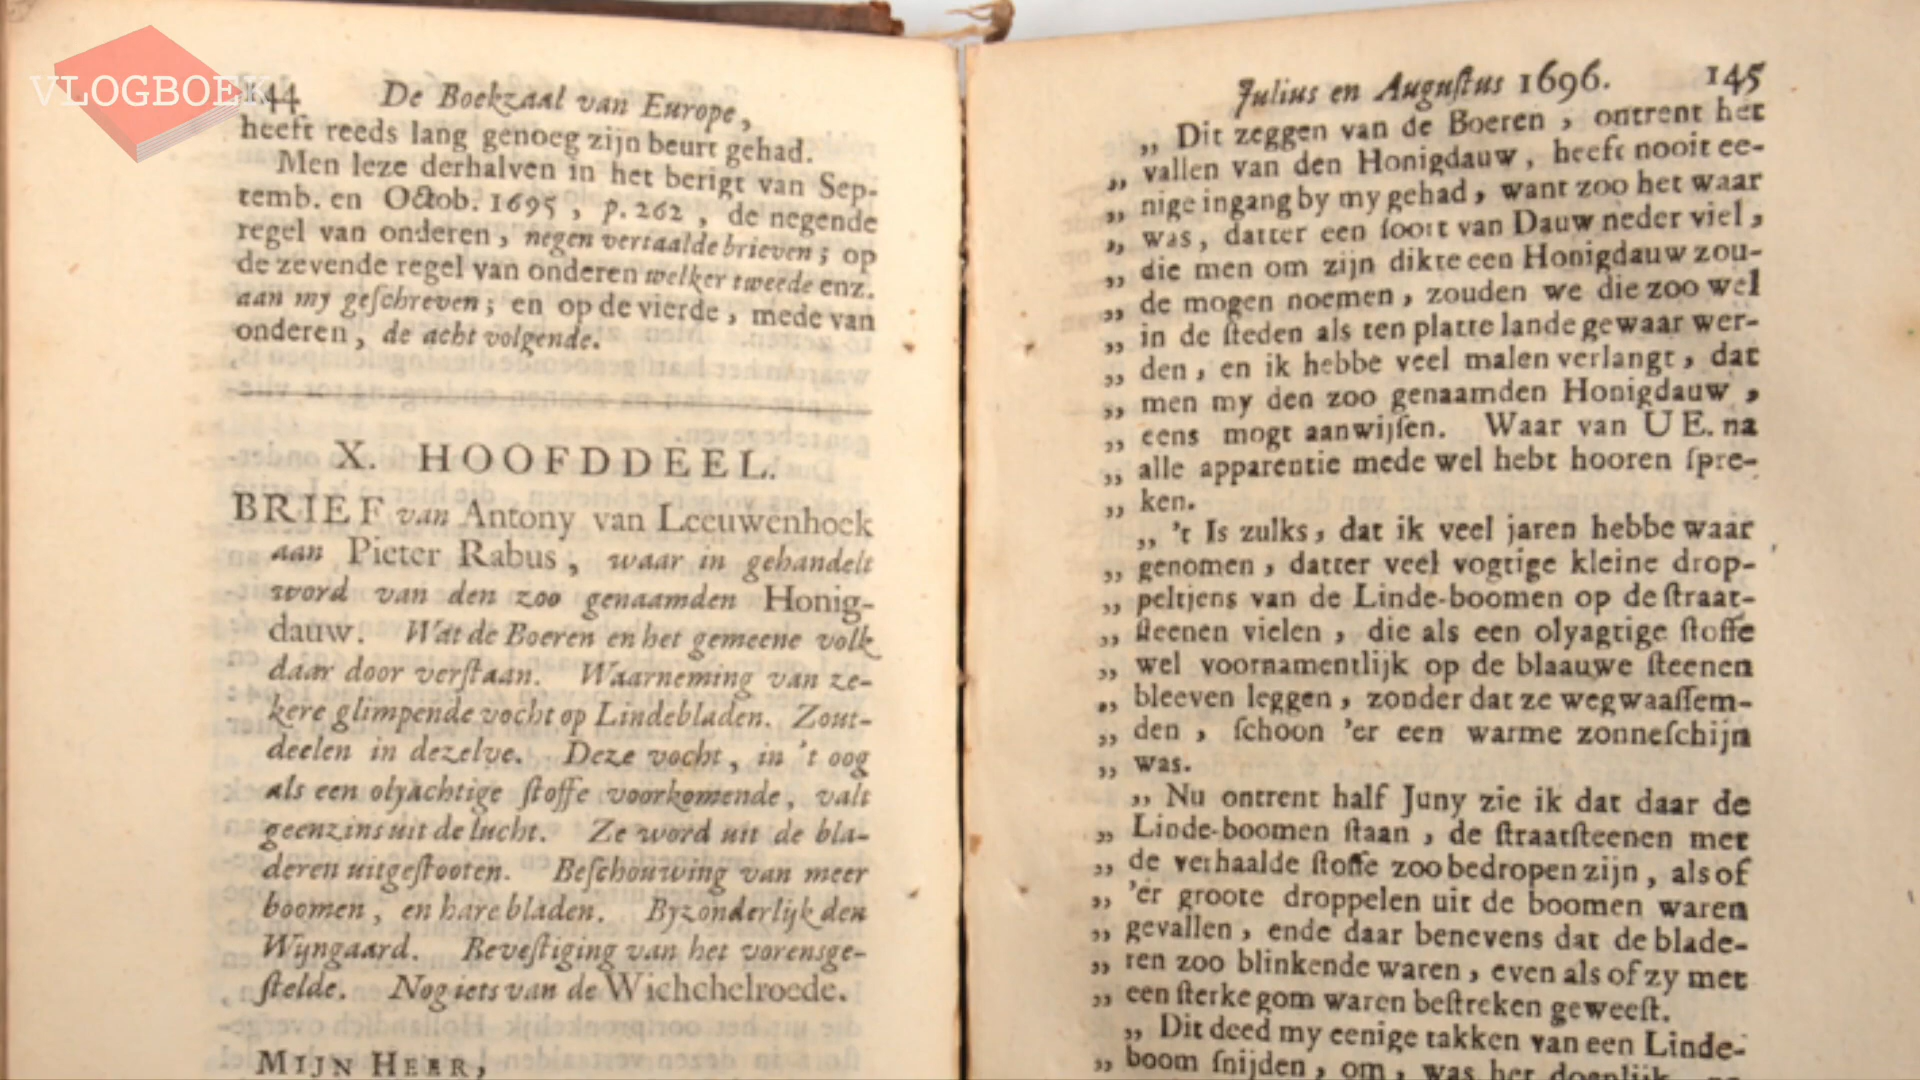 VLOGBOEK
144 De Boekzaal van Europe,
heeft reeds lang genoeg zijn beurt gehad.
Men leze derhalven in het berigt van Sep-
temb. en Octob. 1695, p. 262, de negende
regel van onderen, negen vertaalde brieven; op
de zevende regel van onderen welker tweede enz.
aan my geſchreven; en op de vierde, mede van
onderen, de acht volgende.
X. HOOFDDEEL.
BRIEF van Antony van Leeuwenhoek
aan Pieter Rabus, waar in gehandelt
word van den zoo genaamden Honig-
dauw. Wat de Boeren en het gemeene volk
daar door verſtaan. Waarneming van ze-
kere glimpende vocht op Lindebladen. Zout-
deelen in dezelve. Deze vocht, in 't oog
als een olyachtige ſtoffe voorkomende, valt
geenzins uit de lucht. Ze word uit de bla-
deren uitgeſtooten. Beſchouwing van meer
boomen, en hare bladen. Byzonderlijk den
Wijngaard. Beveſtiging van het vorensge-
ſtelde. Nog iets van de Wichchelroede.
MIJN HEER,
Julius en Auguſtus 1696. 145
„ Dit zeggen van de Boeren, ontrent het
„ vallen van den Honigdauw, heeft nooit ee-
„ nige ingang by my gehad, want zoo het waar
„ was, datter een ſoort van Dauw neder viel,
„ die men om zijn dikte een Honigdauw zou-
„ de mogen noemen, zouden we die zoo wel
„ in de ſteden als ten platte lande gewaar wer-
„ den, en ik hebbe veel malen verlangt, dat
„ men my den zoo genaamden Honigdauw,
„ eens mogt aanwijſen. Waar van U E. na
„ alle apparentie mede wel hebt hooren ſpre-
„ ken.
„ 't Is zulks, dat ik veel jaren hebbe waar
„ genomen, datter veel vogtige kleine drop-
„ peltjens van de Linde-boomen op de ſtraat-
„ ſteenen vielen, die als een olyagtige ſtoffe
„ wel voornamentlijk op de blaauwe ſteenen
„ bleeven leggen, zonder dat ze wegwaaſſem-
„ den, ſchoon 'er een warme zonneſchijn
„ was.
„ Nu ontrent half Juny zie ik dat daar de
„ Linde-boomen ſtaan, de ſtraatſteenen met
„ de verhaalde ſtoffe zoo bedropen zijn, als of
„ 'er groote droppelen uit de boomen waren
„ gevallen, ende daar benevens dat de blade-
„ ren zoo blinkende waren, even als of zy met
„ een ſterke gom waren beſtreken geweeſt.
„ Dit deed my eenige takken van een Linde-
„ boom ſnijden, om, was het doenlijk,